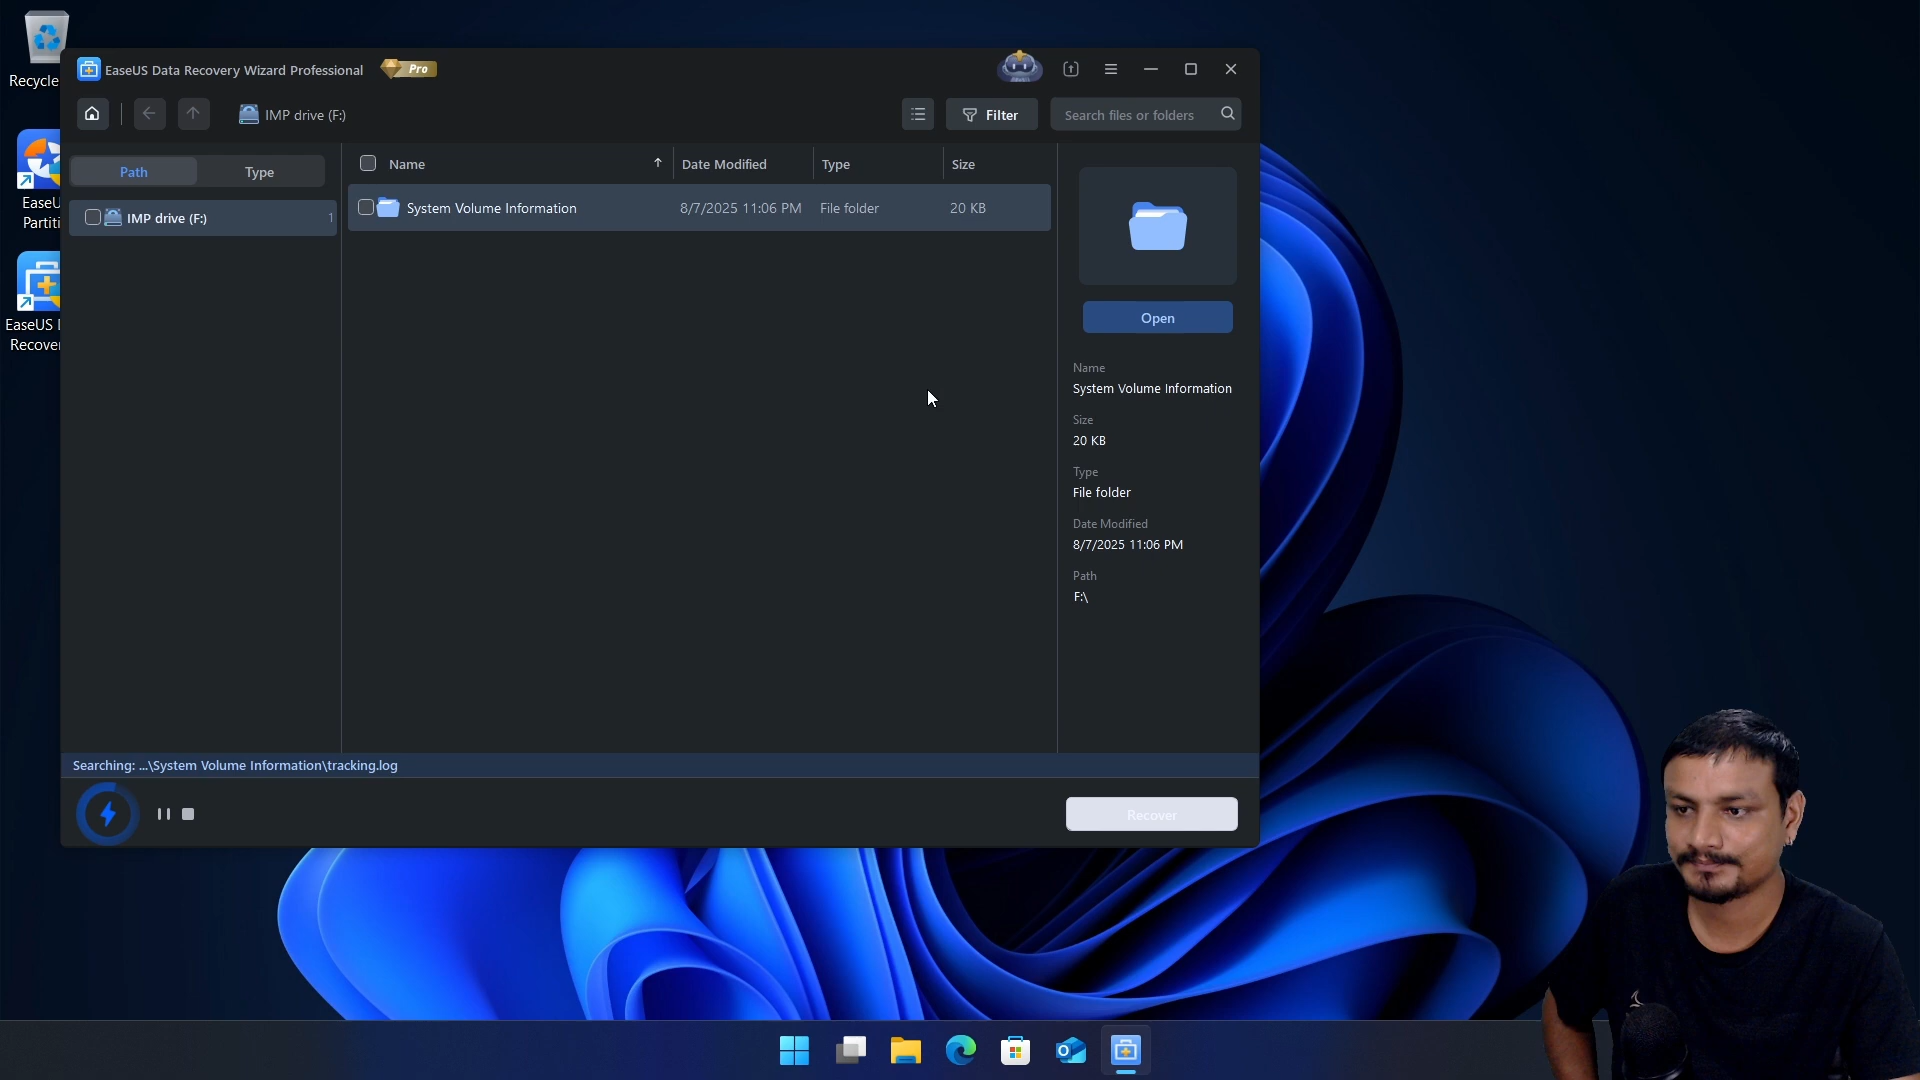 Recycle
EaseU
Partiti
EaseUS
Recover
EaseUS Data Recovery Wizard Professional
Pro
IMP drive (F:)
Filter
Search files or folders
Path
Type
IMP drive (F:)
1
Name
Date Modified
Type
Size
System Volume Information
8/7/2025 11:06 PM
File folder
20 KB
Open
Name
System Volume Information
Size
20 KB
Type
File folder
Date Modified
8/7/2025 11:06 PM
Path
F:\
Searching: ...\System Volume Information\tracking.log
Recover